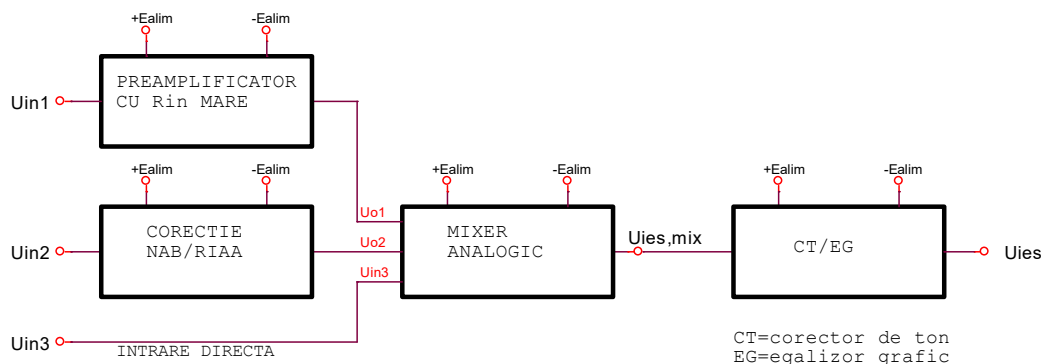 +Ealim -Ealim
PREAMPLIFICATOR
CU Rin MARE
Uin1
+Ealim -Ealim
CORECTIE
NAB/RIAA
Uin2
Uo1
Uo2
Uin3
+Ealim -Ealim
MIXER
ANALOGIC
Uies,mix
+Ealim -Ealim
CT/EG
Uies
Uin3
INTRARE DIRECTA
CT=corector de ton
EG=egalizor grafic